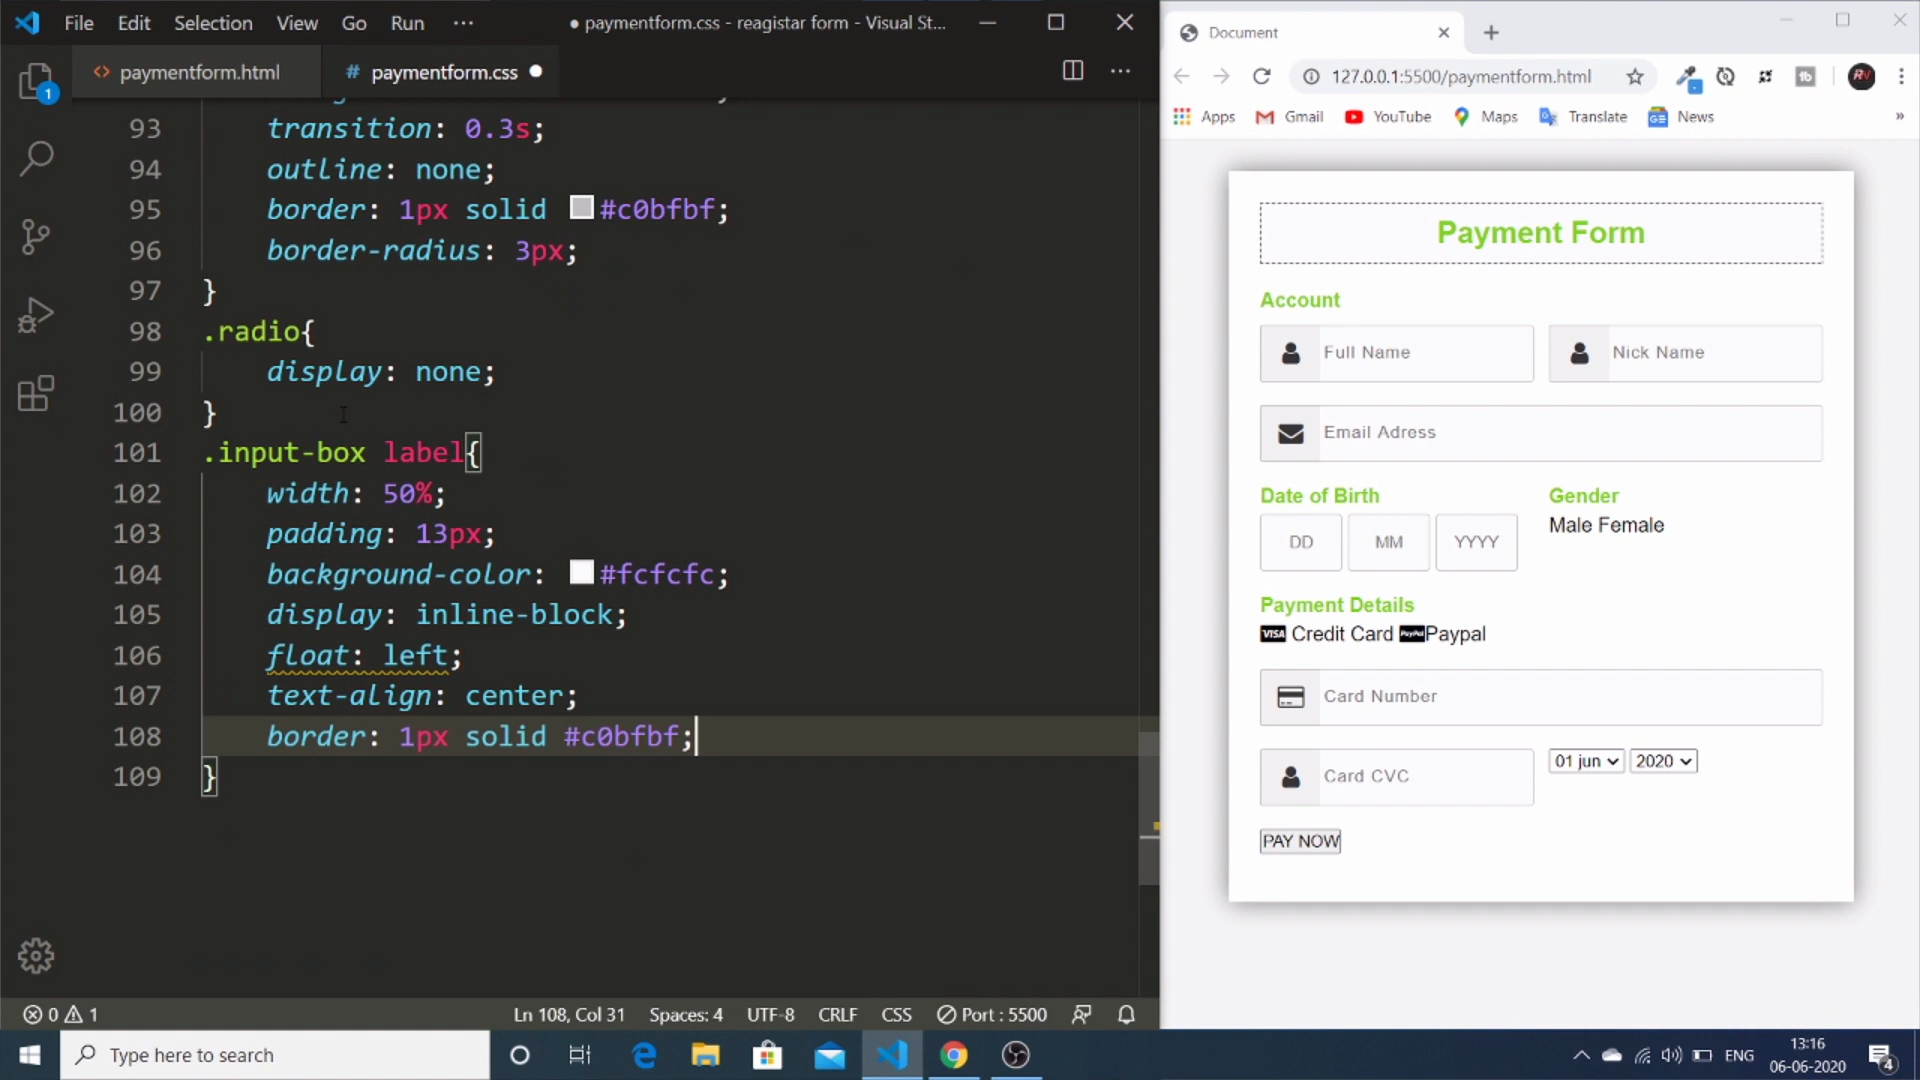 File Edit Selection View Go Run ···
● paymentform.css - reagistar form - Visual St...
<> paymentform.html
# paymentform.css ●
1
93 transition: 0.3s;
94 outline: none;
95 border: 1px solid #c0bfbf;
96 border-radius: 3px;
97 }
98 .radio{
99 display: none;
100 }
101 .input-box label{
102 width: 50%;
103 padding: 13px;
104 background-color: #fcfcfc;
105 display: inline-block;
106 float: left;
107 text-align: center;
108 border: 1px solid #c0bfbf;
109 }
0 1
Ln 108, Col 31 Spaces: 4 UTF-8 CRLF CSS Port : 5500
Document
127.0.0.1:5500/paymentform.html
RV
Apps Gmail YouTube Maps Translate News »
Payment Form
Account
Full Name Nick Name
Email Adress
Date of Birth Gender
Male Female
DD MM YYYY
Payment Details
VISA Credit Card PayPal Paypal
Card Number
Card CVC 01 jun 2020
PAY NOW
Type here to search
ENG
13:16
06-06-2020
4